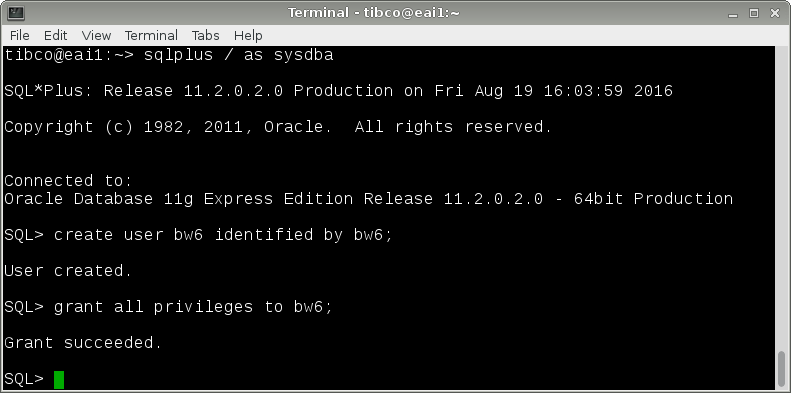 Terminal - tibco@eai1:~
File Edit View Terminal Tabs Help
tibco@eai1:~> sqlplus / as sysdba
SQL*Plus: Release 11.2.0.2.0 Production on Fri Aug 19 16:03:59 2016
Copyright (c) 1982, 2011, Oracle.  All rights reserved.
Connected to:
Oracle Database 11g Express Edition Release 11.2.0.2.0 - 64bit Production
SQL> create user bw6 identified by bw6;
User created.
SQL> grant all privileges to bw6;
Grant succeeded.
SQL>